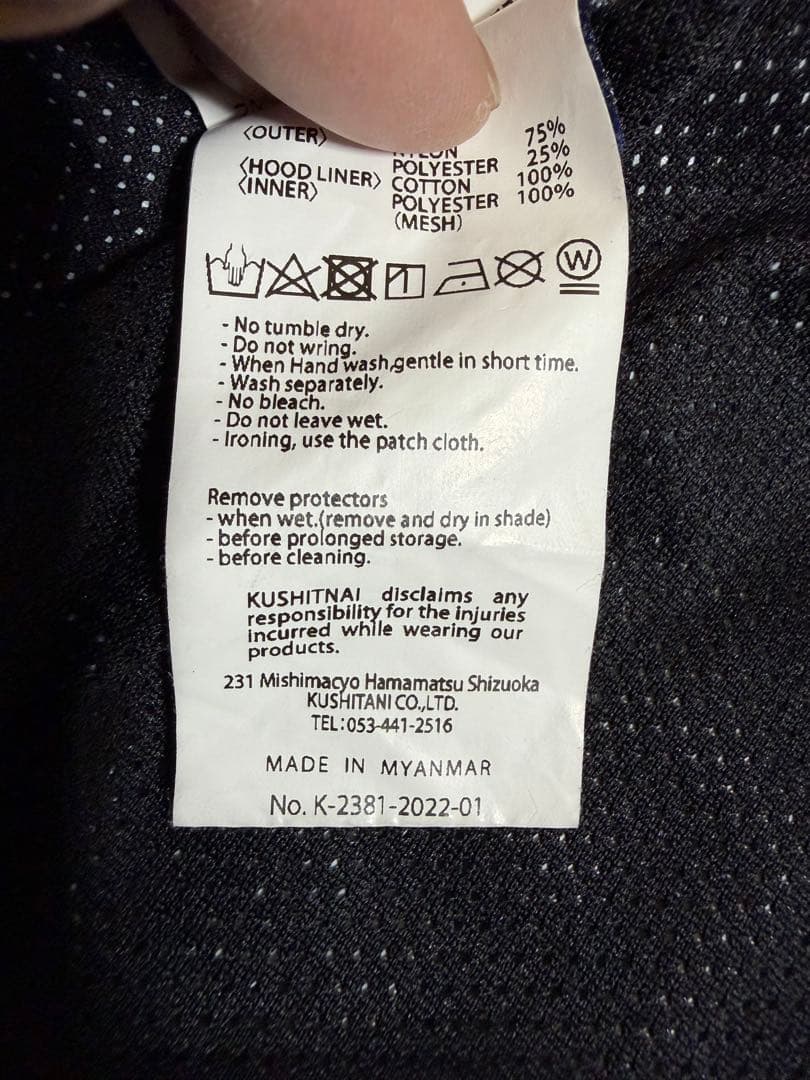 <OUTER> 75%
POLYESTER 25%
<HOOD LINER> COTTON 100%
<INNER> POLYESTER 100%
(MESH)
W
- No tumble dry.
- Do not wring.
- When Hand wash,gentle in short time.
- Wash separately.
- No bleach.
- Do not leave wet.
- Ironing, use the patch cloth.
Remove protectors
- when wet.(remove and dry in shade)
- before prolonged storage.
- before cleaning.
KUSHITNAI disclaims any
responsibility for the injuries
incurred while wearing our
products.
231 Mishimacyo Hamamatsu Shizuoka
KUSHITANI CO.,LTD.
TEL:053-441-2516
MADE IN MYANMAR
No. K-2381-2022-01